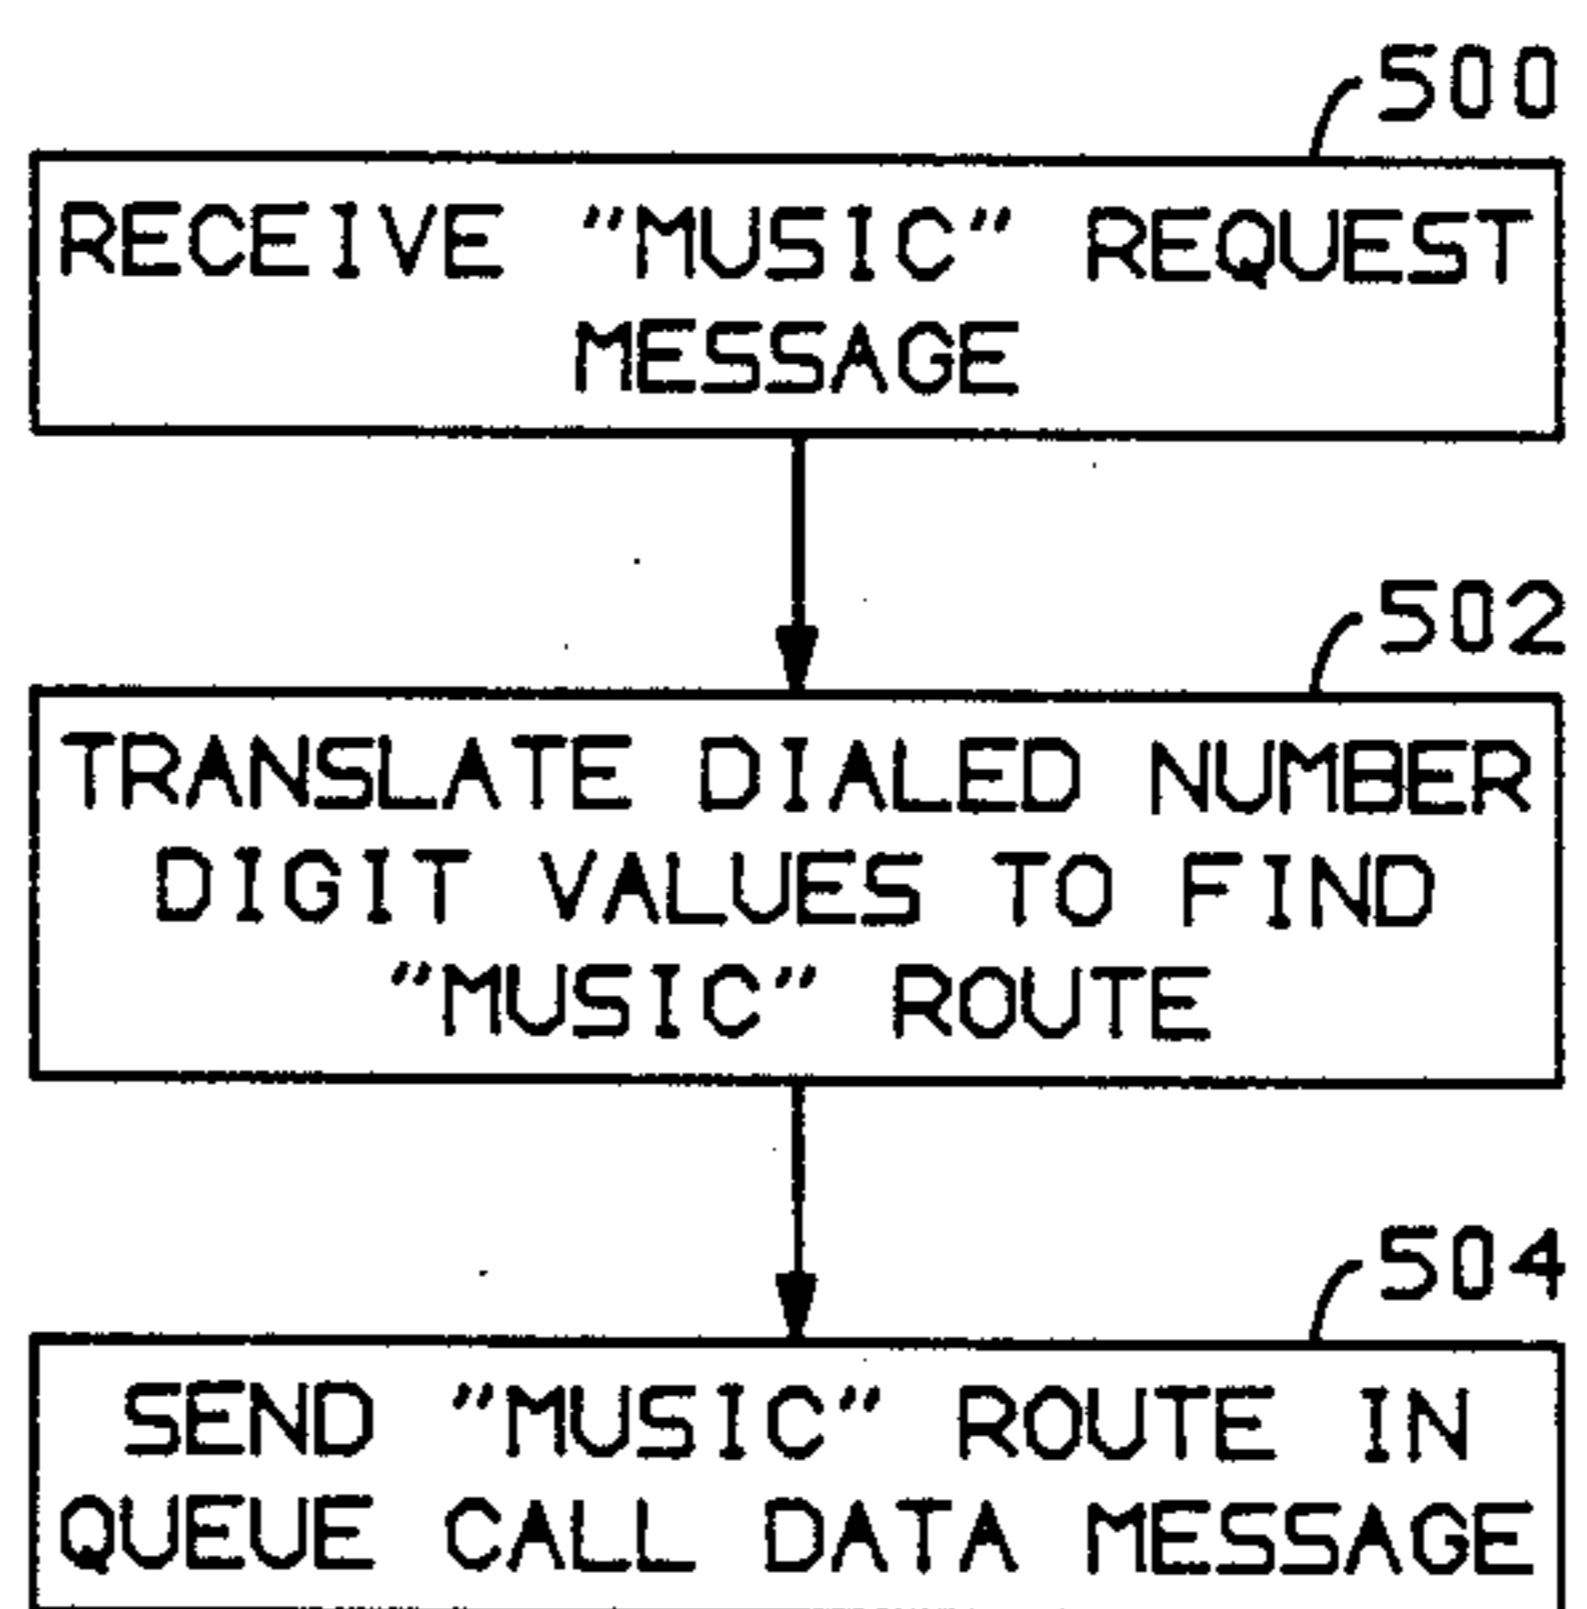 500
RECEIVE "MUSIC" REQUEST
MESSAGE
502
TRANSLATE DIALED NUMBER
DIGIT VALUES TO FIND
"MUSIC" ROUTE
504
SEND "MUSIC" ROUTE IN
QUEUE CALL DATA MESSAGE